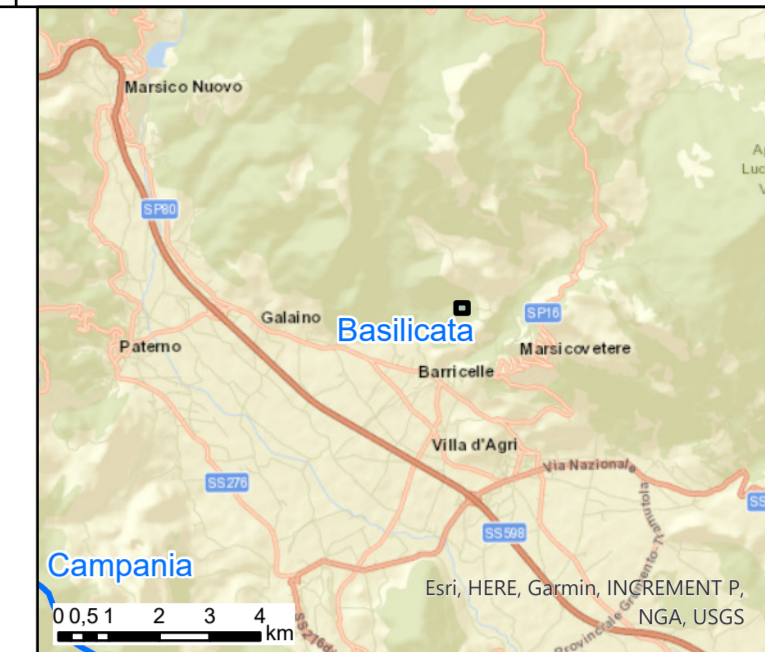 Marsico Nuovo
SP80
Galaino
Basilicata
SP16
Paterno
Marsicovetere
Barricelle
Villa d'Agri
Via Nazionale
SS276
SS598
Campania
Esri, HERE, Garmin, INCREMENT P,
NGA, USGS
0 0,5 1 2 3 4
km